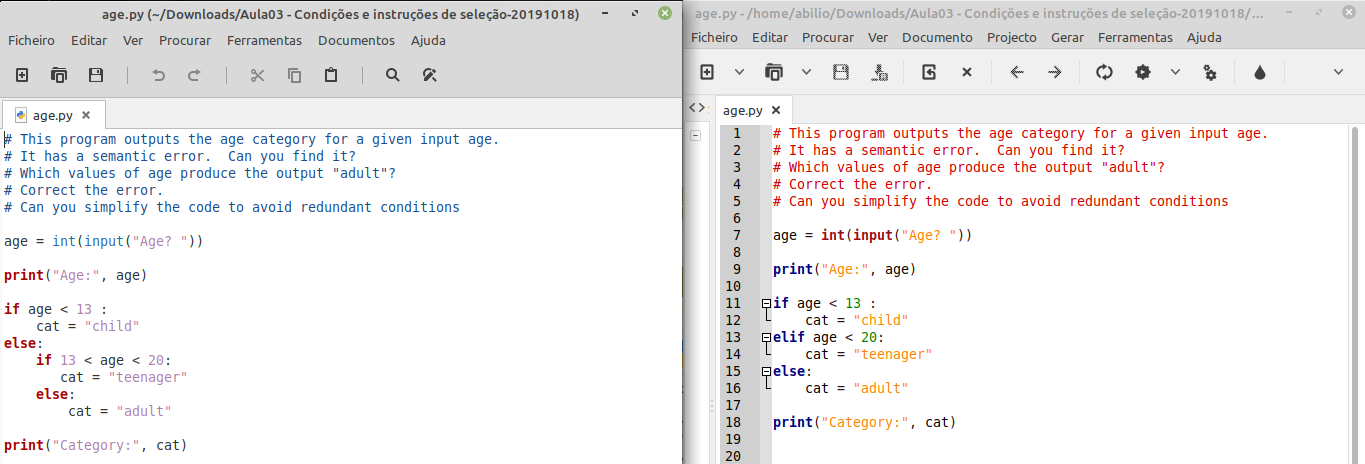 age.py (~/Downloads/Aula03 - Condições e instruções de seleção-20191018)
Ficheiro Editar Ver Procurar Ferramentas Documentos Ajuda
age.py
# This program outputs the age category for a given input age.
# It has a semantic error.  Can you find it?
# Which values of age produce the output "adult"?
# Correct the error.
# Can you simplify the code to avoid redundant conditions
age = int(input("Age? "))
print("Age:", age)
if age < 13 :
    cat = "child"
else:
    if 13 < age < 20:
       cat = "teenager"
    else:
        cat = "adult"
print("Category:", cat)
age.py - /home/abilio/Downloads/Aula03 - Condições e instruções de seleção-20191018/...
Ficheiro Editar Procurar Ver Documento Projecto Gerar Ferramentas Ajuda
age.py
1 # This program outputs the age category for a given input age.
2 # It has a semantic error.  Can you find it?
3 # Which values of age produce the output "adult"?
4 # Correct the error.
5 # Can you simplify the code to avoid redundant conditions
6
7 age = int(input("Age? "))
8
9 print("Age:", age)
10
11 if age < 13 :
12     cat = "child"
13 elif age < 20:
14     cat = "teenager"
15 else:
16     cat = "adult"
17
18 print("Category:", cat)
19
20